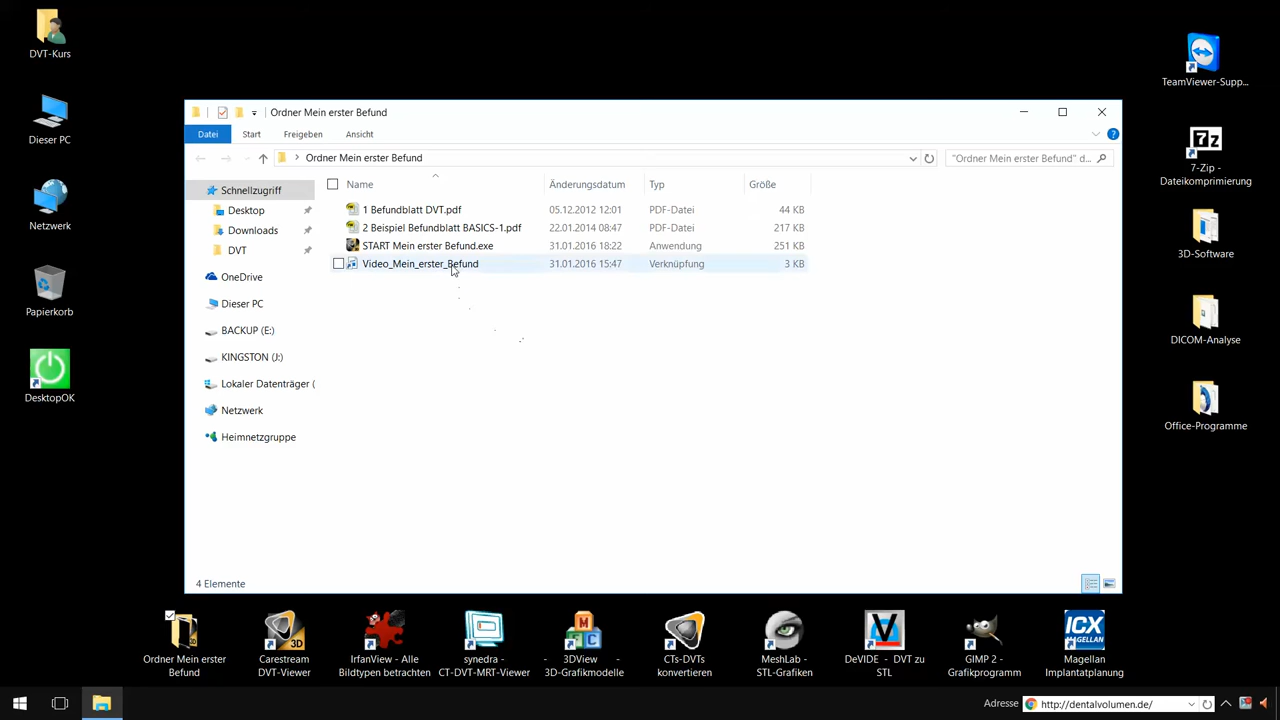 DVT-Kurs
Dieser PC
Netzwerk
Papierkorb
DesktopOK
Ordner Mein erster Befund
Datei Start Freigeben Ansicht
Ordner Mein erster Befund
"Ordner Mein erster Befund" d...
Name Änderungsdatum Typ Größe
1 Befundblatt DVT.pdf 05.12.2012 12:01 PDF-Datei 44 KB
2 Beispiel Befundblatt BASICS-1.pdf 22.01.2014 08:47 PDF-Datei 217 KB
START Mein erster Befund.exe 31.01.2016 18:22 Anwendung 251 KB
Video_Mein_erster_Befund 31.01.2016 15:47 Verknüpfung 3 KB
Schnellzugriff
Desktop
Downloads
DVT
OneDrive
Dieser PC
BACKUP (E:)
KINGSTON (J:)
Lokaler Datenträger (
Netzwerk
Heimnetzgruppe
4 Elemente
TeamViewer-Supp...
7z
7-Zip -
Dateikomprimierung
3D-Software
DICOM-Analyse
Office-Programme
Ordner Mein erster
Befund
3D
Carestream
DVT-Viewer
IrfanView - Alle
Bildtypen betrachten
synedra -
CT-DVT-MRT-Viewer
M
C
- 3DView -
3D-Grafikmodelle
CTs-DVTs
konvertieren
MeshLab -
STL-Grafiken
V
DeVIDE - DVT zu
STL
GIMP 2 -
Grafikprogramm
ICX
MAGELLAN
Magellan
Implantatplanung
Adresse http://dentalvolumen.de/